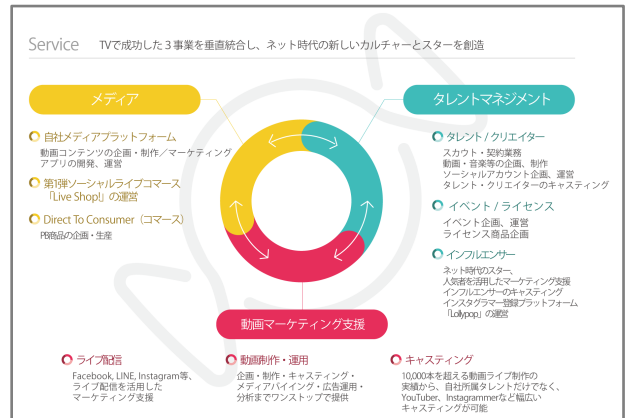 Service TVで成功した3事業を垂直統合し、ネット時代の新しいカルチャーとスターを創造
メディア
自社メディアプラットフォーム
動画コンテンツの企画・制作／マーケティング
アプリの開発、運営
第1弾ソーシャルライブコマース
「Live Shop!」の運営
Direct To Consumer（コマース）
PB商品の企画・生産
タレントマネジメント
タレント / クリエイター
スカウト・契約業務
動画・音楽等の企画、制作
ソーシャルアカウント企画、運営
タレント・クリエイターのキャスティング
イベント / ライセンス
イベント企画、運営
ライセンス商品企画
インフルエンサー
ネット時代のスター、
人気者を活用したマーケティング支援
インフルエンサーのキャスティング
インスタグラマー登録プラットフォーム
「Lollypop」の運営
動画マーケティング支援
ライブ配信
Facebook, LINE, Instagram等、
ライブ配信を活用した
マーケティング支援
動画制作・運用
企画・制作・キャスティング・
メディアバイイング・広告運用・
分析までワンストップで提供
キャスティング
10,000本を超える動画ライブ制作の
実績から、自社所属タレントだけでなく、
YouTuber、Instagrammerなど幅広い
キャスティングが可能